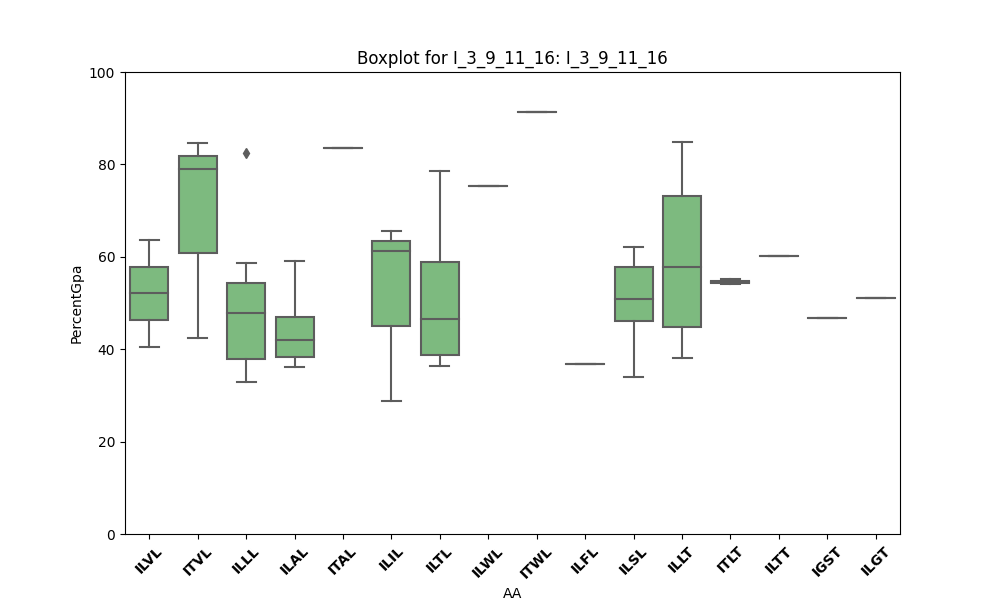 Boxplot for I_3_9_11_16: I_3_9_11_16
PercentGpa
100
80
60
40
20
0
ILVL ITVL ILLL ILAL ITAL ILIL ILTL ILWL ITWL ILFL ILSL ILLT ITLT ILTT IGST ILGT
AA